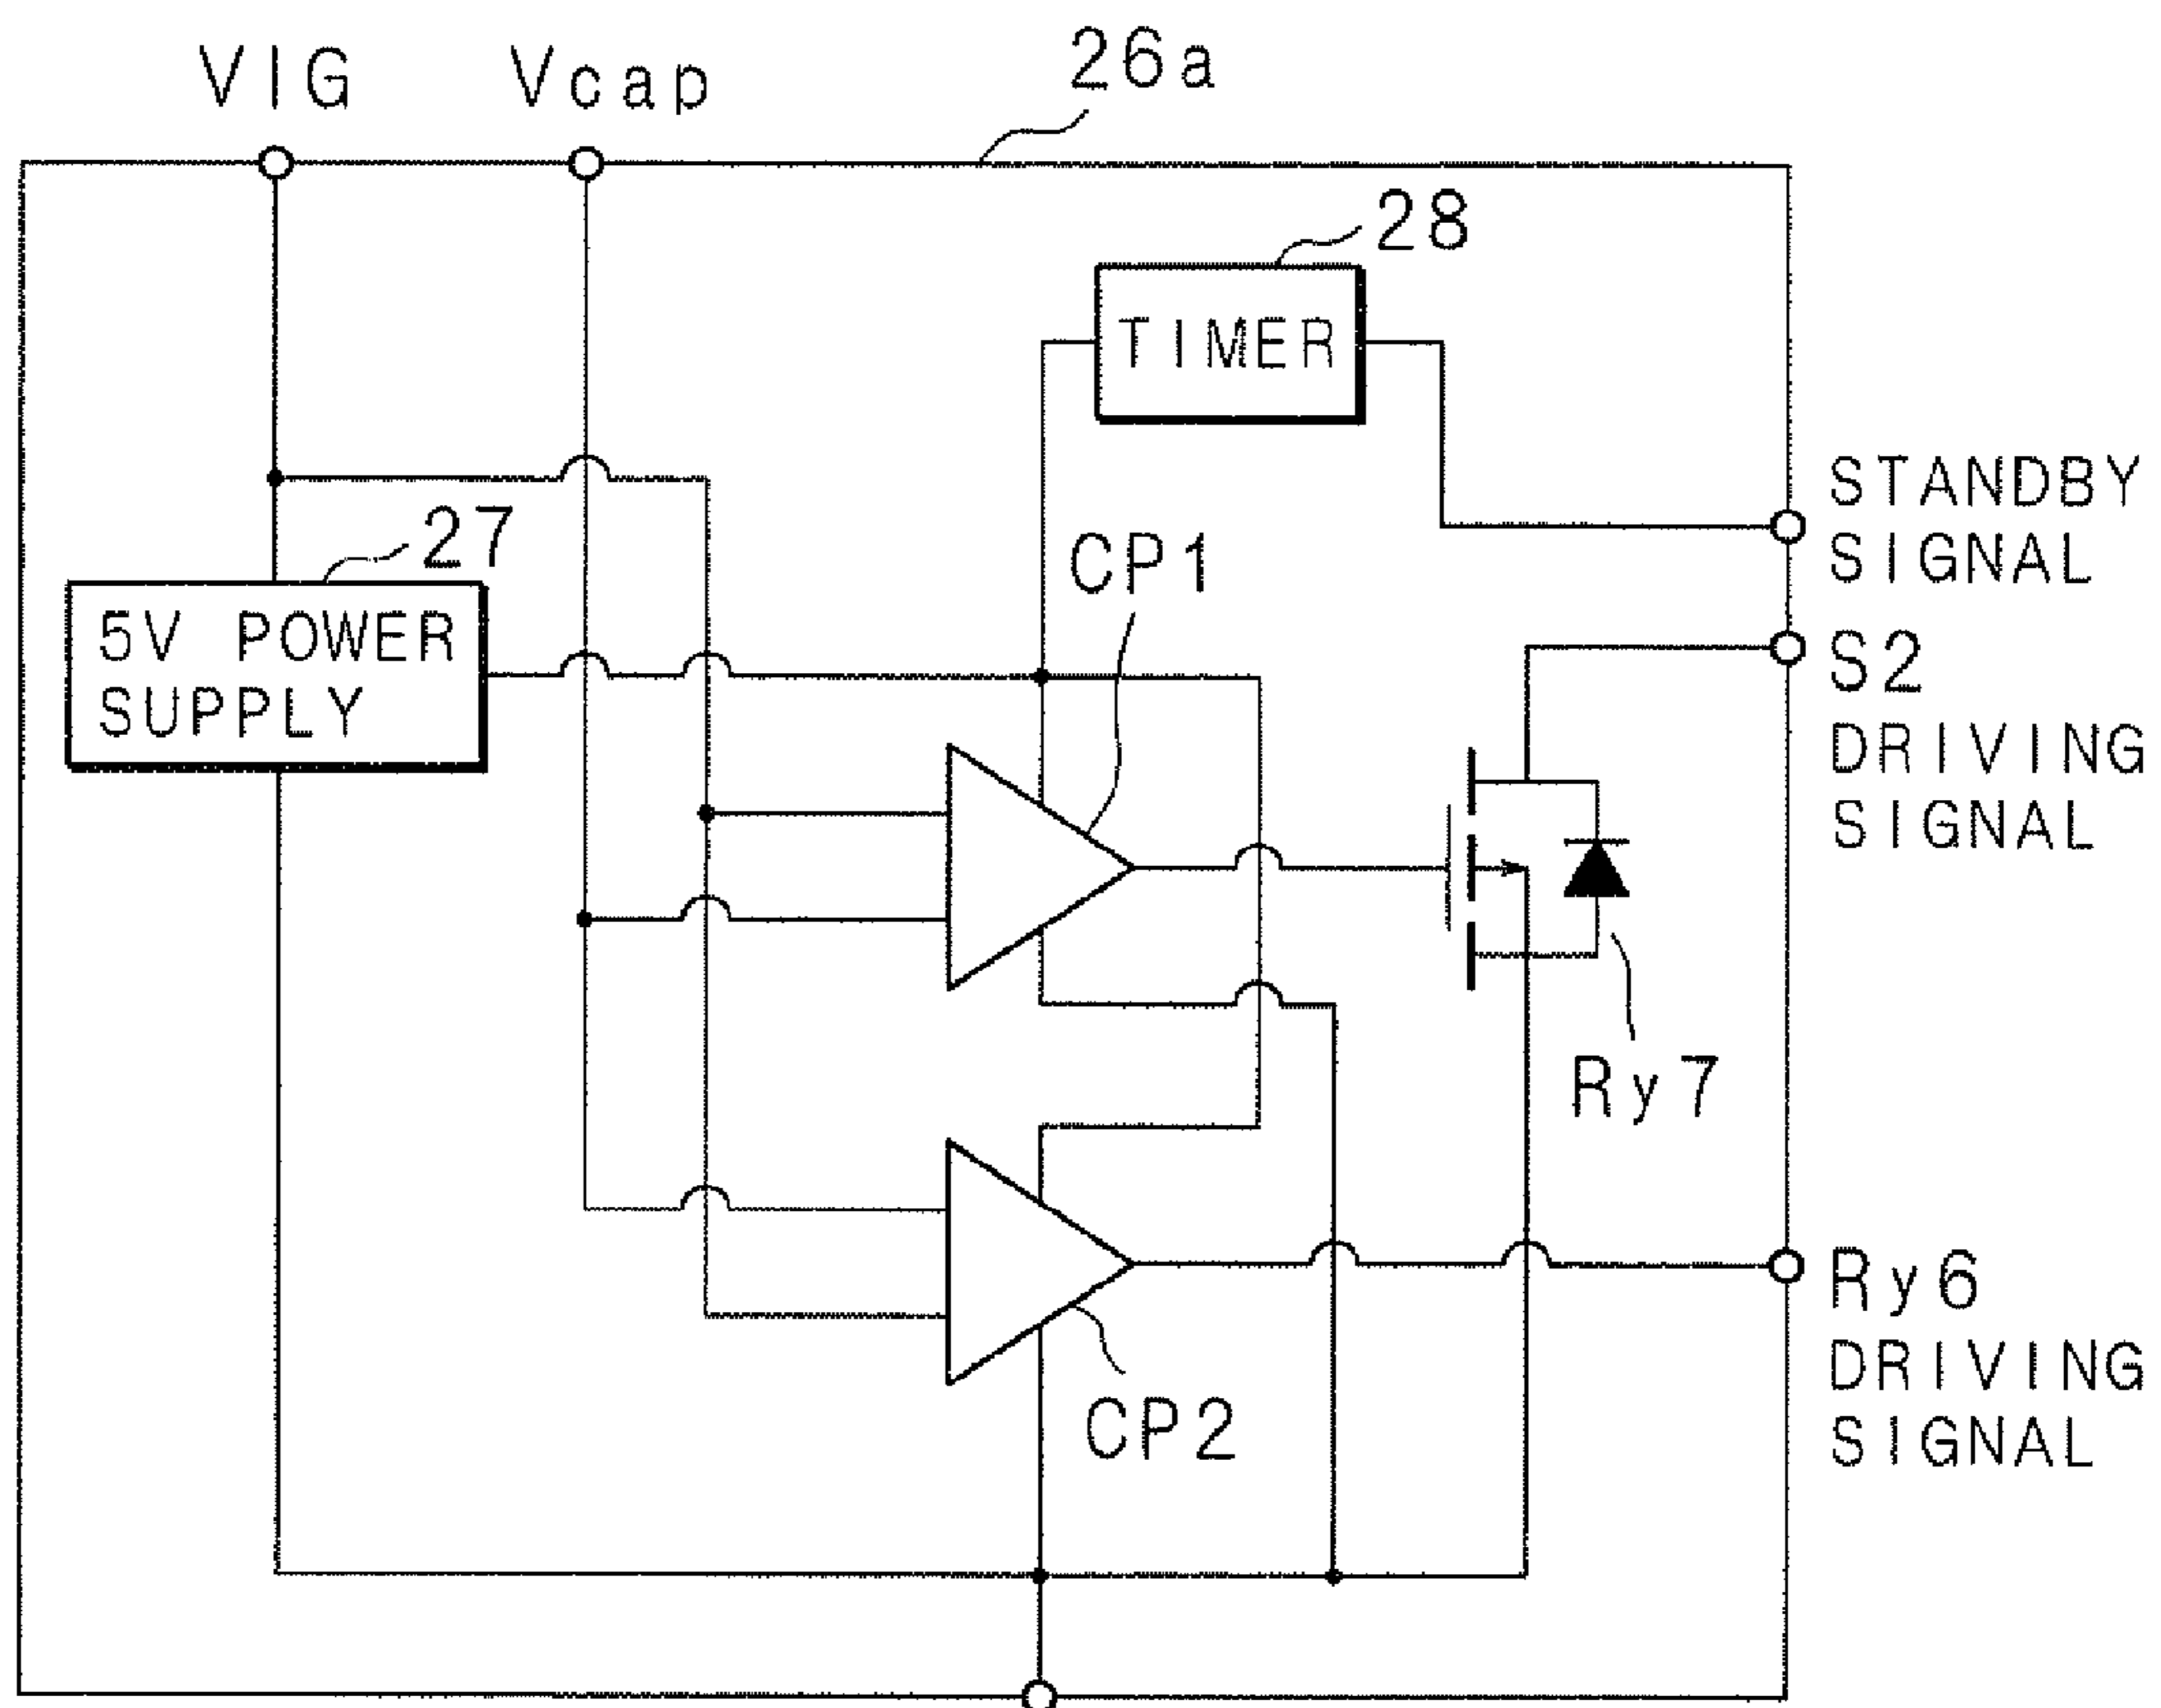 VIG
Vcap
26a
28
TIMER
STANDBY
SIGNAL
27
CP1
5V POWER
SUPPLY
S2
DRIVING
SIGNAL
Ry7
Ry6
DRIVING
SIGNAL
CP2